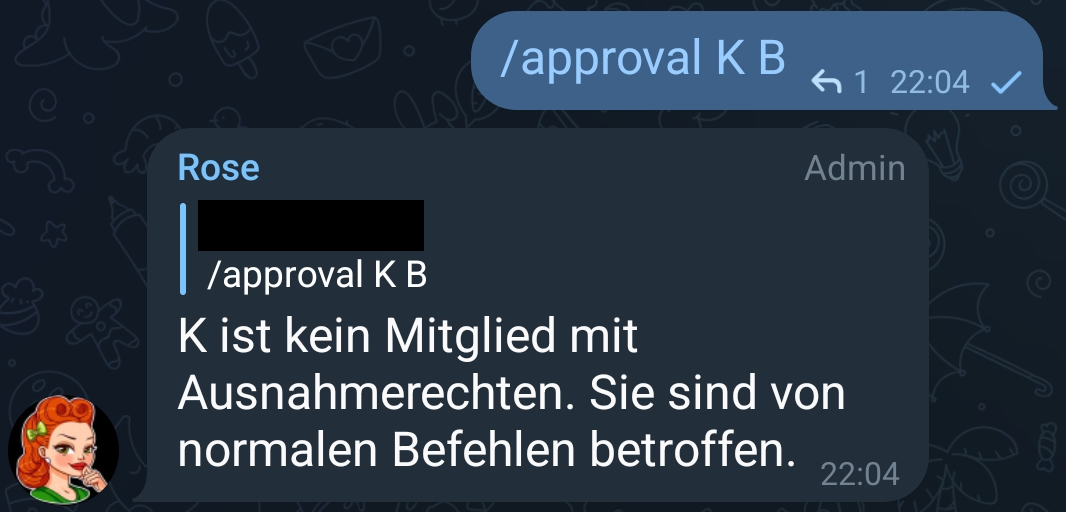 /approval K B
1 22:04
Rose Admin
/approval K B
K ist kein Mitglied mit
Ausnahmerechten. Sie sind von
normalen Befehlen betroffen.
22:04